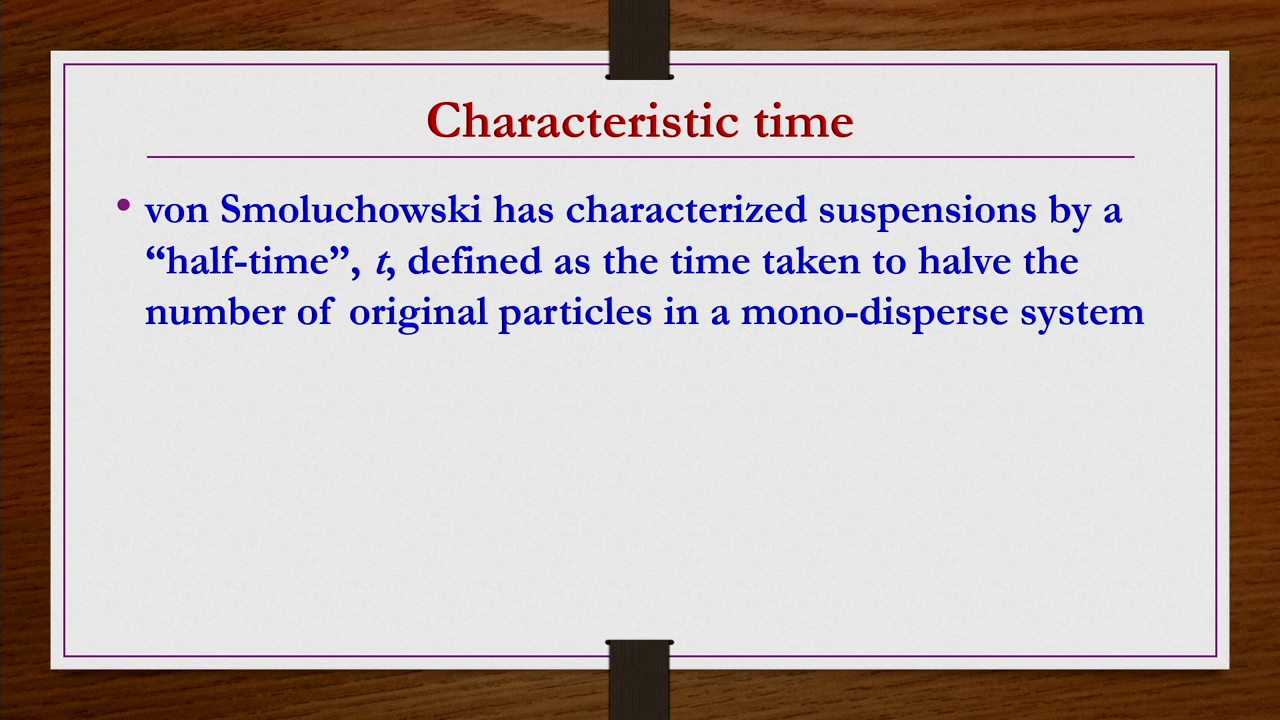 Characteristic time
• von Smoluchowski has characterized suspensions by a
“half-time”, t, defined as the time taken to halve the
number of original particles in a mono-disperse system